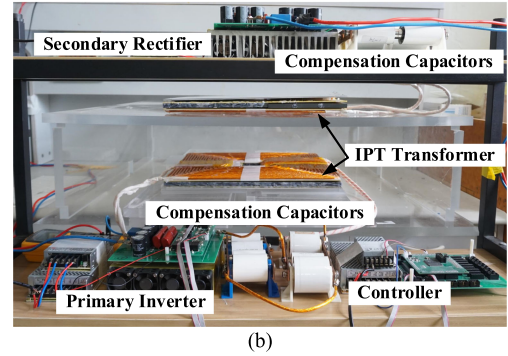 Secondary Rectifier
Compensation Capacitors
IPT Transformer
Compensation Capacitors
Primary Inverter
Controller
(b)